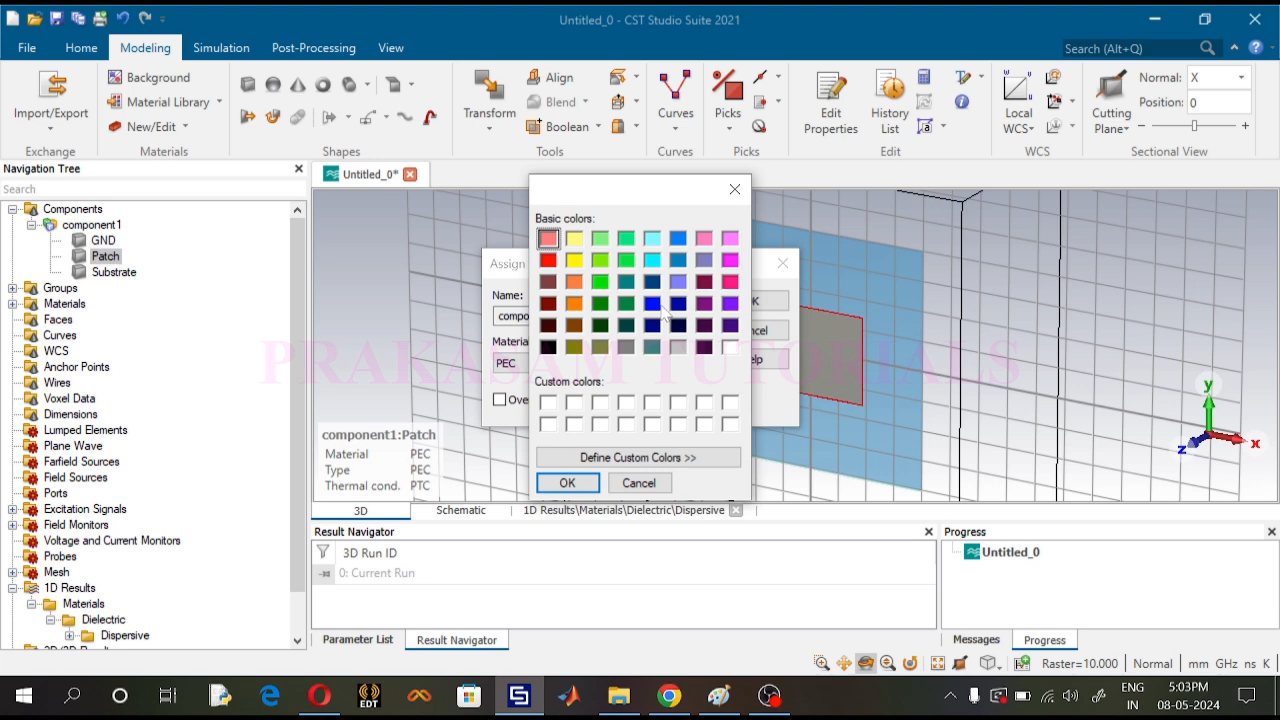 Untitled_0 - CST Studio Suite 2021
File
Home
Modeling
Simulation
Post-Processing
View
Search (Alt+Q)
Import/Export
Exchange
Background
Material Library
New/Edit
Materials
Shapes
Transform
Align
Blend
Boolean
Tools
Curves
Curves
Picks
Picks
Edit
Properties
History
List
Edit
Local
WCS
WCS
Cutting
Plane
Normal: X
Position: 0
Sectional View
Navigation Tree
Search
Components
component1
GND
Patch
Substrate
Groups
Materials
Faces
Curves
WCS
Anchor Points
Wires
Voxel Data
Dimensions
Lumped Elements
Plane Wave
Farfield Sources
Field Sources
Ports
Excitation Signals
Field Monitors
Voltage and Current Monitors
Probes
Mesh
1D Results
Materials
Dielectric
Dispersive
Untitled_0*
Assign
Name:
compo
Materia
PEC
Ove
Basic colors:
Custom colors:
Define Custom Colors >>
OK
Cancel
PRAKASAM TUTORIALS
component1:Patch
Material PEC
Type PEC
Thermal cond. PTC
y
x
z
3D
Schematic
1D Results\Materials\Dielectric\Dispersive
Result Navigator
3D Run ID
0: Current Run
Parameter List
Result Navigator
Progress
Untitled_0
Messages
Progress
Raster=10.000
Normal
mm GHz ns K
EDT
ENG
IN
5:03PM
08-05-2024